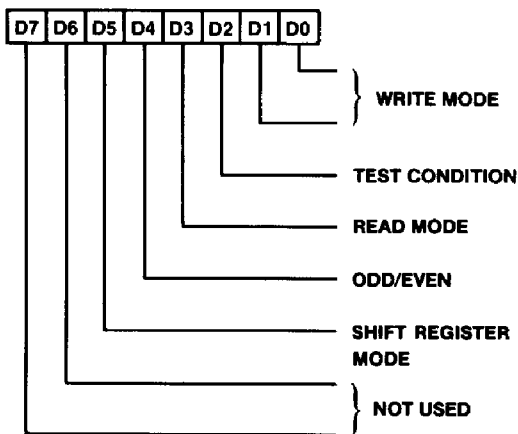 D7 D6 D5 D4 D3 D2 D1 D0
WRITE MODE
TEST CONDITION
READ MODE
ODD/EVEN
SHIFT REGISTER
MODE
NOT USED